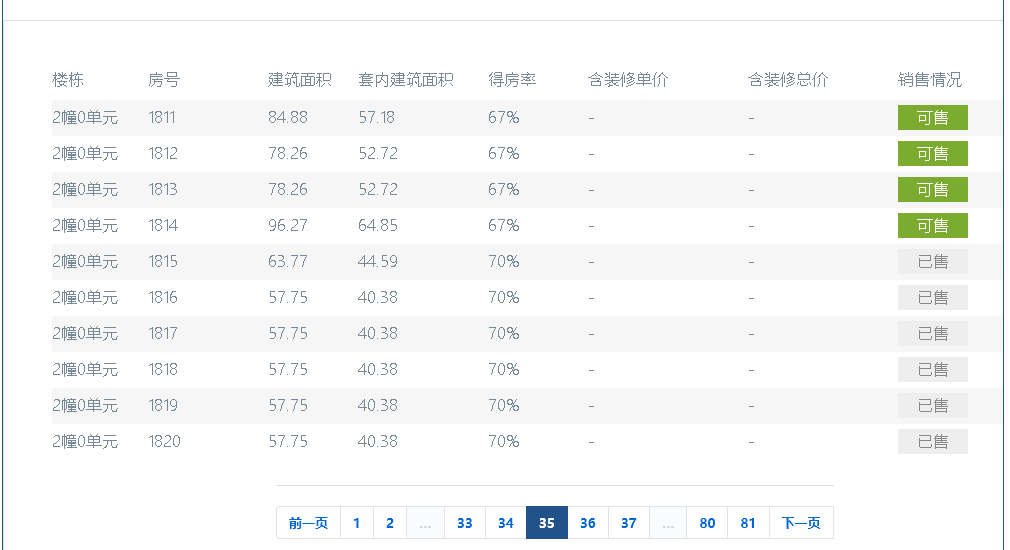 楼栋 房号 建筑面积 套内建筑面积 得房率 含装修单价 含装修总价 销售情况
2幢0单元 1811 84.88 57.18 67% - - 可售
2幢0单元 1812 78.26 52.72 67% - - 可售
2幢0单元 1813 78.26 52.72 67% - - 可售
2幢0单元 1814 96.27 64.85 67% - - 可售
2幢0单元 1815 63.77 44.59 70% - - 已售
2幢0单元 1816 57.75 40.38 70% - - 已售
2幢0单元 1817 57.75 40.38 70% - - 已售
2幢0单元 1818 57.75 40.38 70% - - 已售
2幢0单元 1819 57.75 40.38 70% - - 已售
2幢0单元 1820 57.75 40.38 70% - - 已售
前一页 1 2 ... 33 34 35 36 37 ... 80 81 下一页